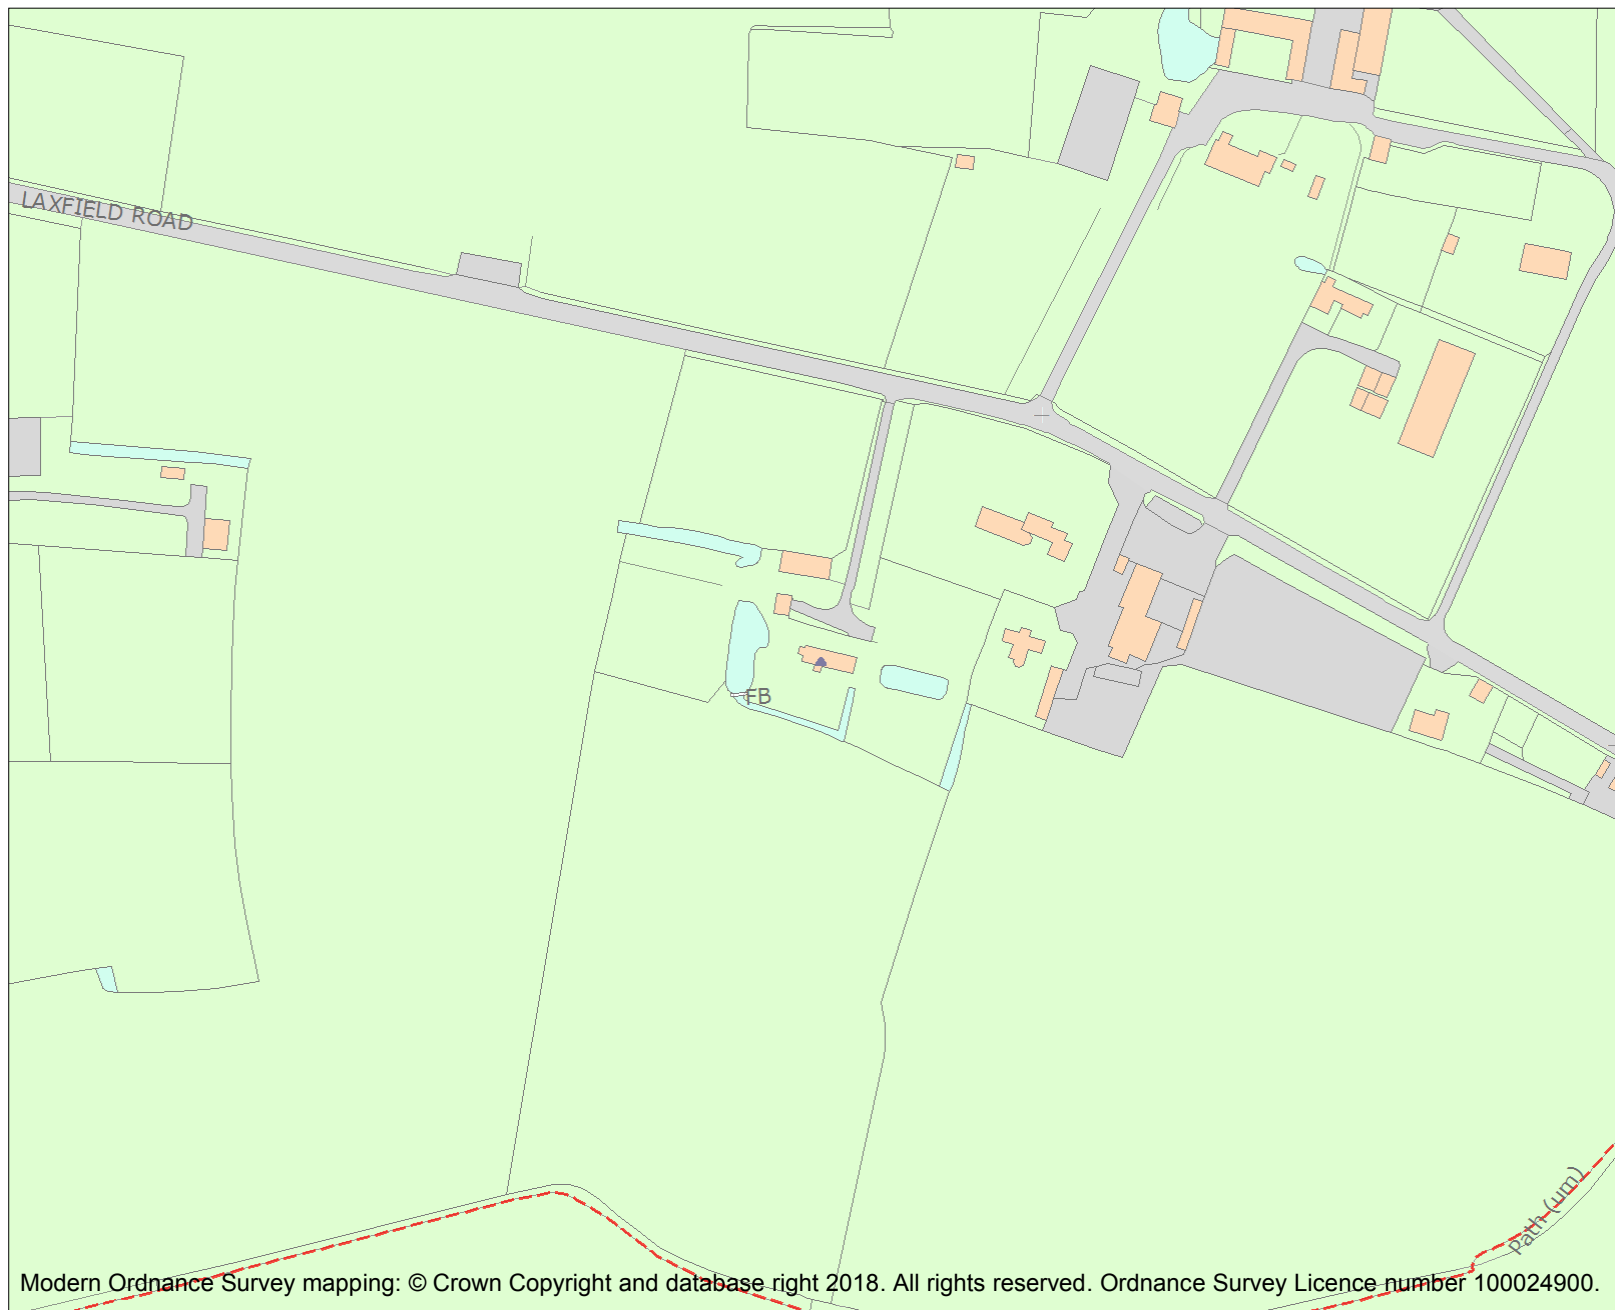 LAXFIELD ROAD
FB
Path (um)
Modern Ordnance Survey mapping: © Crown Copyright and database right 2018. All rights reserved. Ordnance Survey Licence number 100024900.